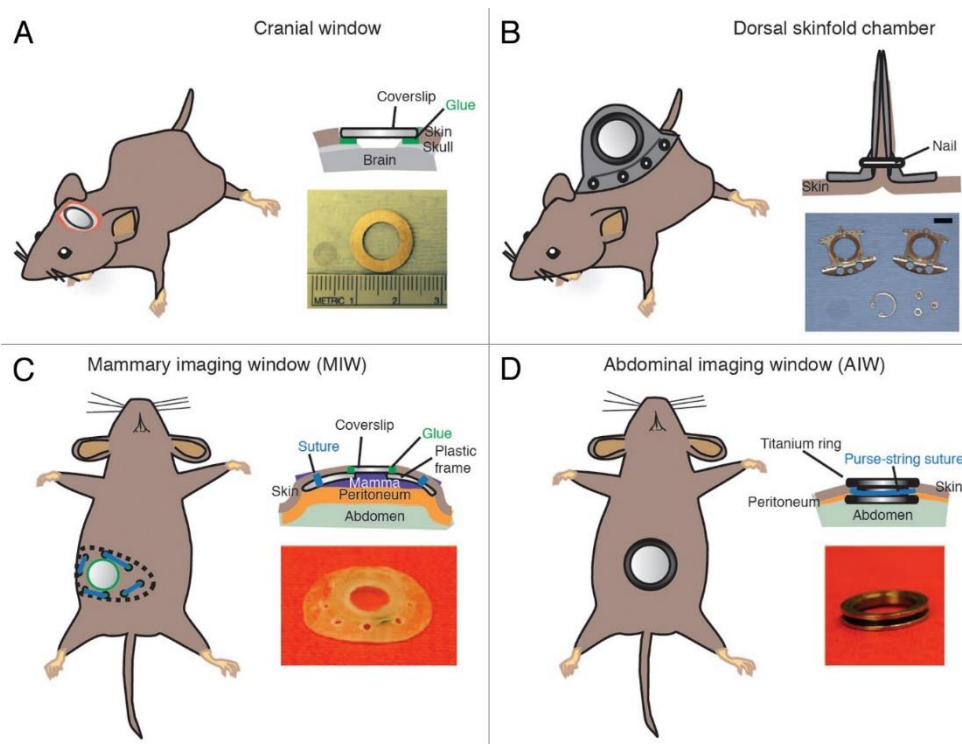 A
Cranial window
Coverslip
Glue
Skin
Skull
Brain
METRIC 1 2 3
B
Dorsal skinfold chamber
Nail
Skin
C
Mammary imaging window (MIW)
Coverslip
Suture
Glue
Plastic
frame
Mamma
Skin
Peritoneum
Abdomen
D
Abdominal imaging window (AIW)
Titanium ring
Purse-string suture
Skin
Peritoneum
Abdomen